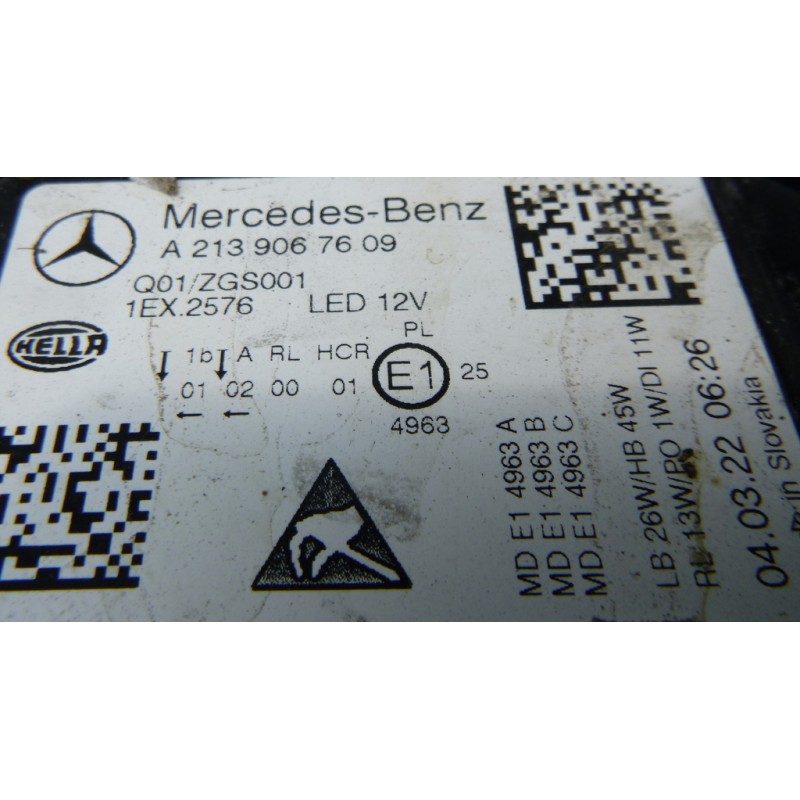 Mercedes-Benz
A 213 906 76 09
Q01/ZGS001
1EX.2576 LED 12V
HELLA
PL
1b A RL HCR
01 02 00 01
E1 25
4963
MD E1 4963 A
MD E1 4963 B
MD E1 4963 C
LB 26W/HB 45W
RL 13W/PO 1W/DI 11W
04.03.22 06:26
in Slovakia